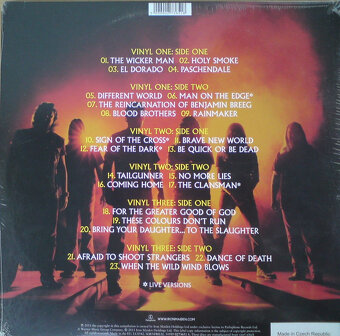 VINYL ONE: SIDE ONE
01. THE WICKER MAN 02. HOLY SMOKE
03. EL DORADO 04. PASCHENDALE
VINYL ONE: SIDE TWO
05. DIFFERENT WORLD 06. MAN ON THE EDGE*
07. THE REINCARNATION OF BENJAMIN BREEG
08. BLOOD BROTHERS 09. RAINMAKER
VINYL TWO: SIDE ONE
10. SIGN OF THE CROSS* 11. BRAVE NEW WORLD
12. FEAR OF THE DARK* 13. BE QUICK OR BE DEAD
VINYL TWO: SIDE TWO
14. TAILGUNNER 15. NO MORE LIES
16. COMING HOME 17. THE CLANSMAN*
VINYL THREE: SIDE ONE
18. FOR THE GREATER GOOD OF GOD
19. THESE COLOURS DON'T RUN
20. BRING YOUR DAUGHTER... TO THE SLAUGHTER
VINYL THREE: SIDE TWO
21. AFRAID TO SHOOT STRANGERS 22. DANCE OF DEATH
23. WHEN THE WILD WIND BLOWS
* LIVE VERSIONS
WWW.IRONMAIDEN.COM
Made in Czech Republic